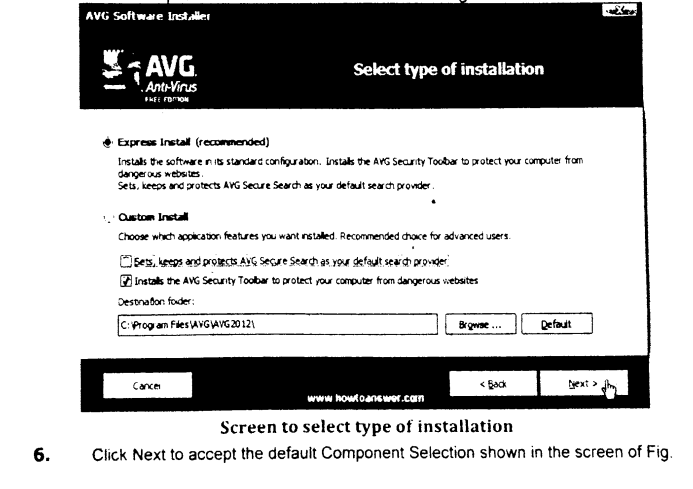 AVG Software Installer
AVG
Anti-Virus
FREE EDITION
Select type of installation
Express Install (recommended)
Installs the software in its standard configuration. Installs the AVG Security Toolbar to protect your computer from
dangerous websites.
Sets, keeps and protects AVG Secure Search as your default search provider.
Custom Install
Choose which application features you want installed. Recommended choice for advanced users.
Sets, keeps and protects AVG Secure Search as your default search provider
Installs the AVG Security Toolbar to protect your computer from dangerous websites
Destination folder:
C:\Program Files\AVG\AVG2012\
Browse ...
Default
Cancel
www howtoanswer.com
< Back
Next >
Screen to select type of installation
6. Click Next to accept the default Component Selection shown in the screen of Fig.